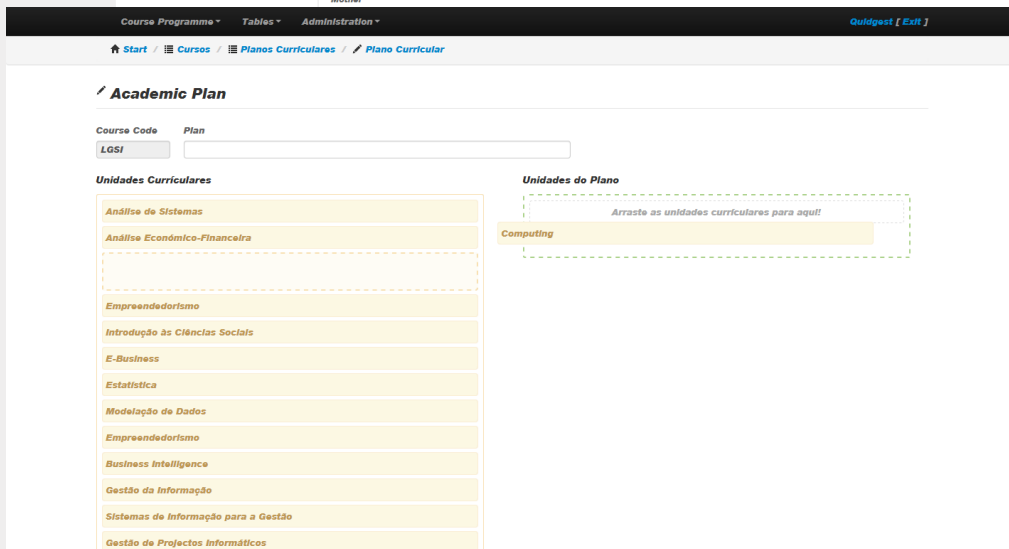 Mother
Course Programme Tables Administration Quidgest [ Exit ]
Start / Cursos / Planos Curriculares / Plano Curricular
Academic Plan
Course Code Plan
LGSI
Unidades Currículares Unidades do Plano
Arraste as unidades currículares para aqui!
Análise de Sistemas
Computing
Análise Económico-Financeira
Empreendedorismo
Introdução às Ciências Sociais
E-Business
Estatística
Modelação de Dados
Empreendedorismo
Business Intelligence
Gestão da Informação
Sistemas de Informação para a Gestão
Gestão de Projectos Informáticos